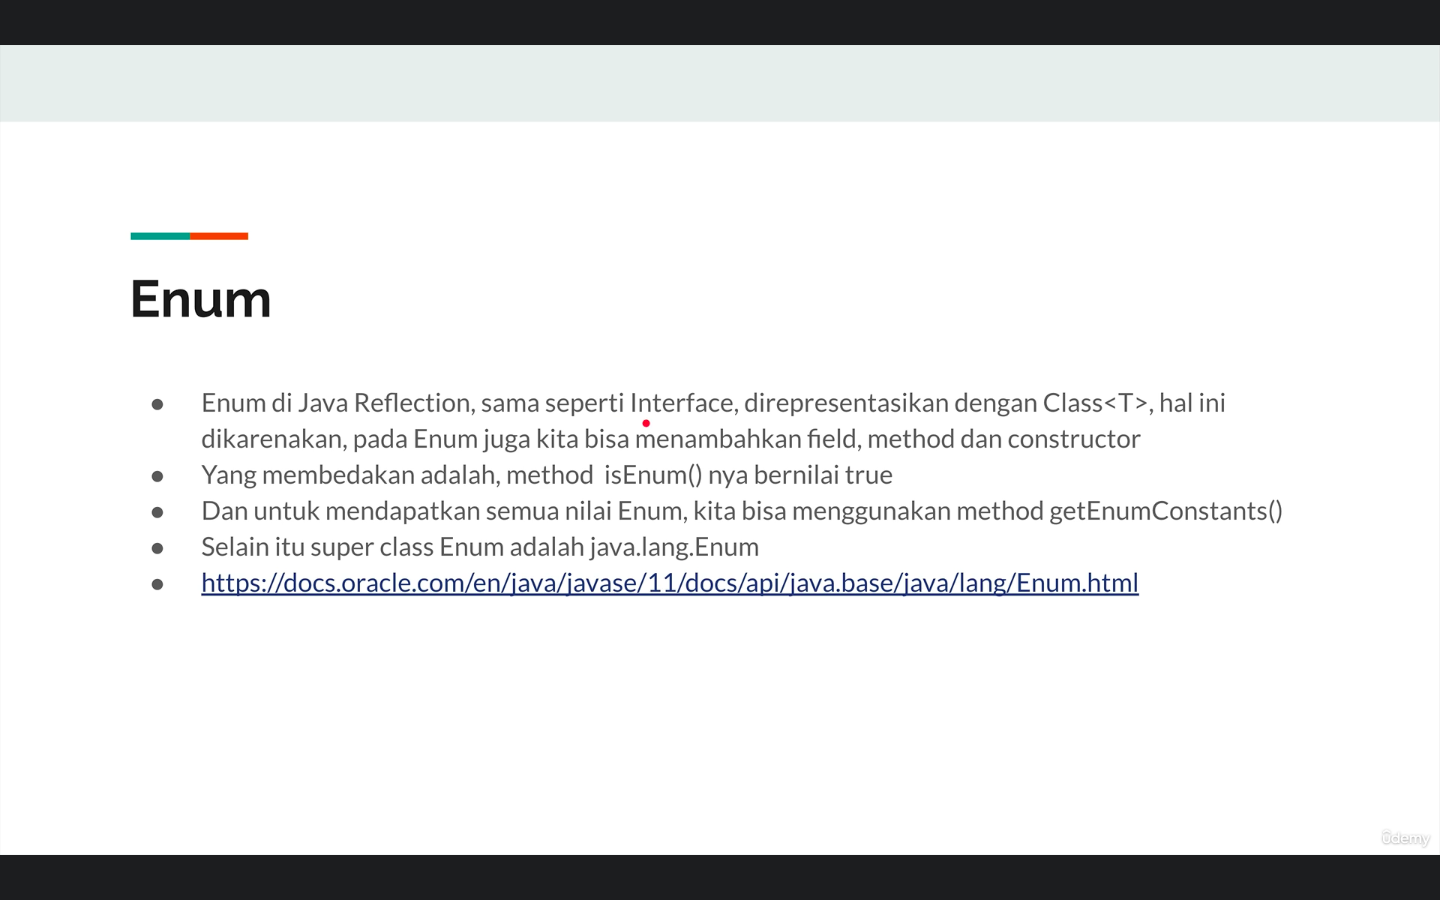 Enum
● Enum di Java Reflection, sama seperti Interface, direpresentasikan dengan Class<T>, hal ini
dikarenakan, pada Enum juga kita bisa menambahkan field, method dan constructor
● Yang membedakan adalah, method  isEnum() nya bernilai true
● Dan untuk mendapatkan semua nilai Enum, kita bisa menggunakan method getEnumConstants()
● Selain itu super class Enum adalah java.lang.Enum
● https://docs.oracle.com/en/java/javase/11/docs/api/java.base/java/lang/Enum.html
ûdemy